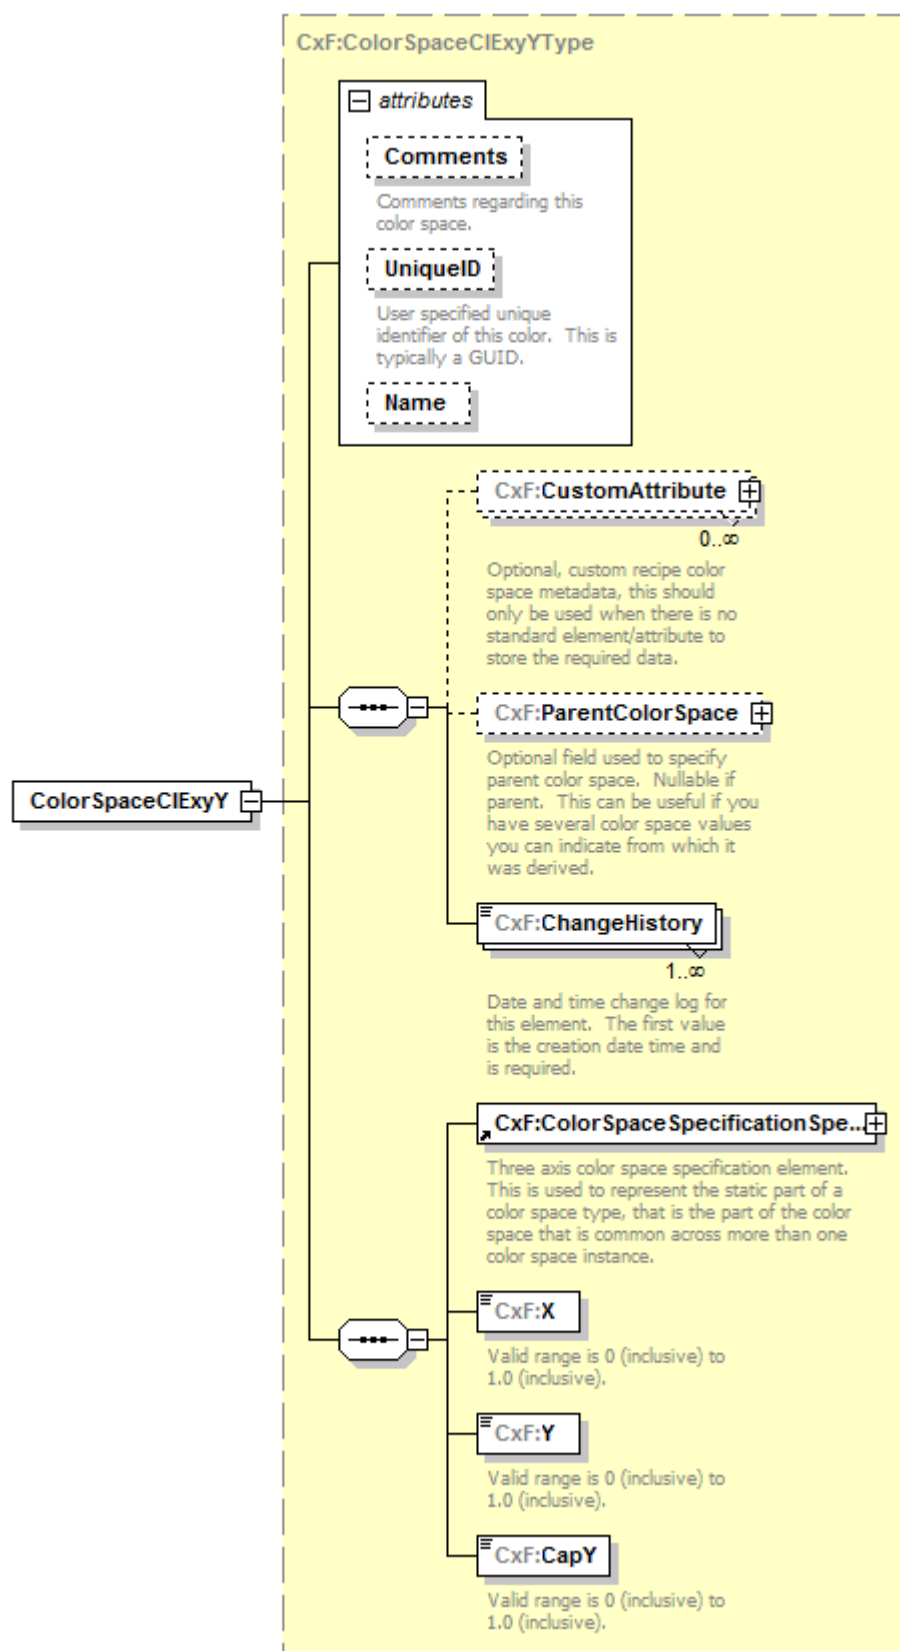 CxF:ColorSpaceCIExyYType
attributes
Comments
Comments regarding this
color space.
UniqueID
User specified unique
identifier of this color.  This is
typically a GUID.
Name
CxF:CustomAttribute
0..∞
Optional, custom recipe color
space metadata, this should
only be used when there is no
standard element/attribute to
store the required data.
CxF:ParentColorSpace
Optional field used to specify
parent color space.  Nullable if
parent.  This can be useful if you
have several color space values
you can indicate from which it
was derived.
ColorSpaceCIExyY
CxF:ChangeHistory
1..∞
Date and time change log for
this element.  The first value
is the creation date time and
is required.
CxF:ColorSpaceSpecificationSpe...
Three axis color space specification element.
This is used to represent the static part of a
color space type, that is the part of the color
space that is common across more than one
color space instance.
CxF:X
Valid range is 0 (inclusive) to
1.0 (inclusive).
CxF:Y
Valid range is 0 (inclusive) to
1.0 (inclusive).
CxF:CapY
Valid range is 0 (inclusive) to
1.0 (inclusive).